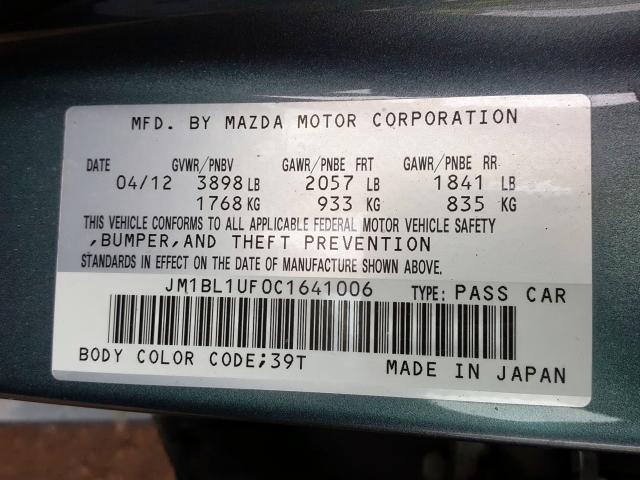 MFD. BY MAZDA MOTOR CORPORATION
DATE GVWR/PNBV GAWR/PNBE FRT GAWR/PNBE RR
04/12 3898 LB 2057 LB 1841 LB
1768 KG 933 KG 835 KG
THIS VEHICLE CONFORMS TO ALL APPLICABLE FEDERAL MOTOR VEHICLE SAFETY
,BUMPER,AND THEFT PREVENTION
STANDARDS IN EFFECT ON THE DATE OF MANUFACTURE SHOWN ABOVE.
JM1BL1UF0C1641006 TYPE: PASS CAR
BODY COLOR CODE;39T MADE IN JAPAN